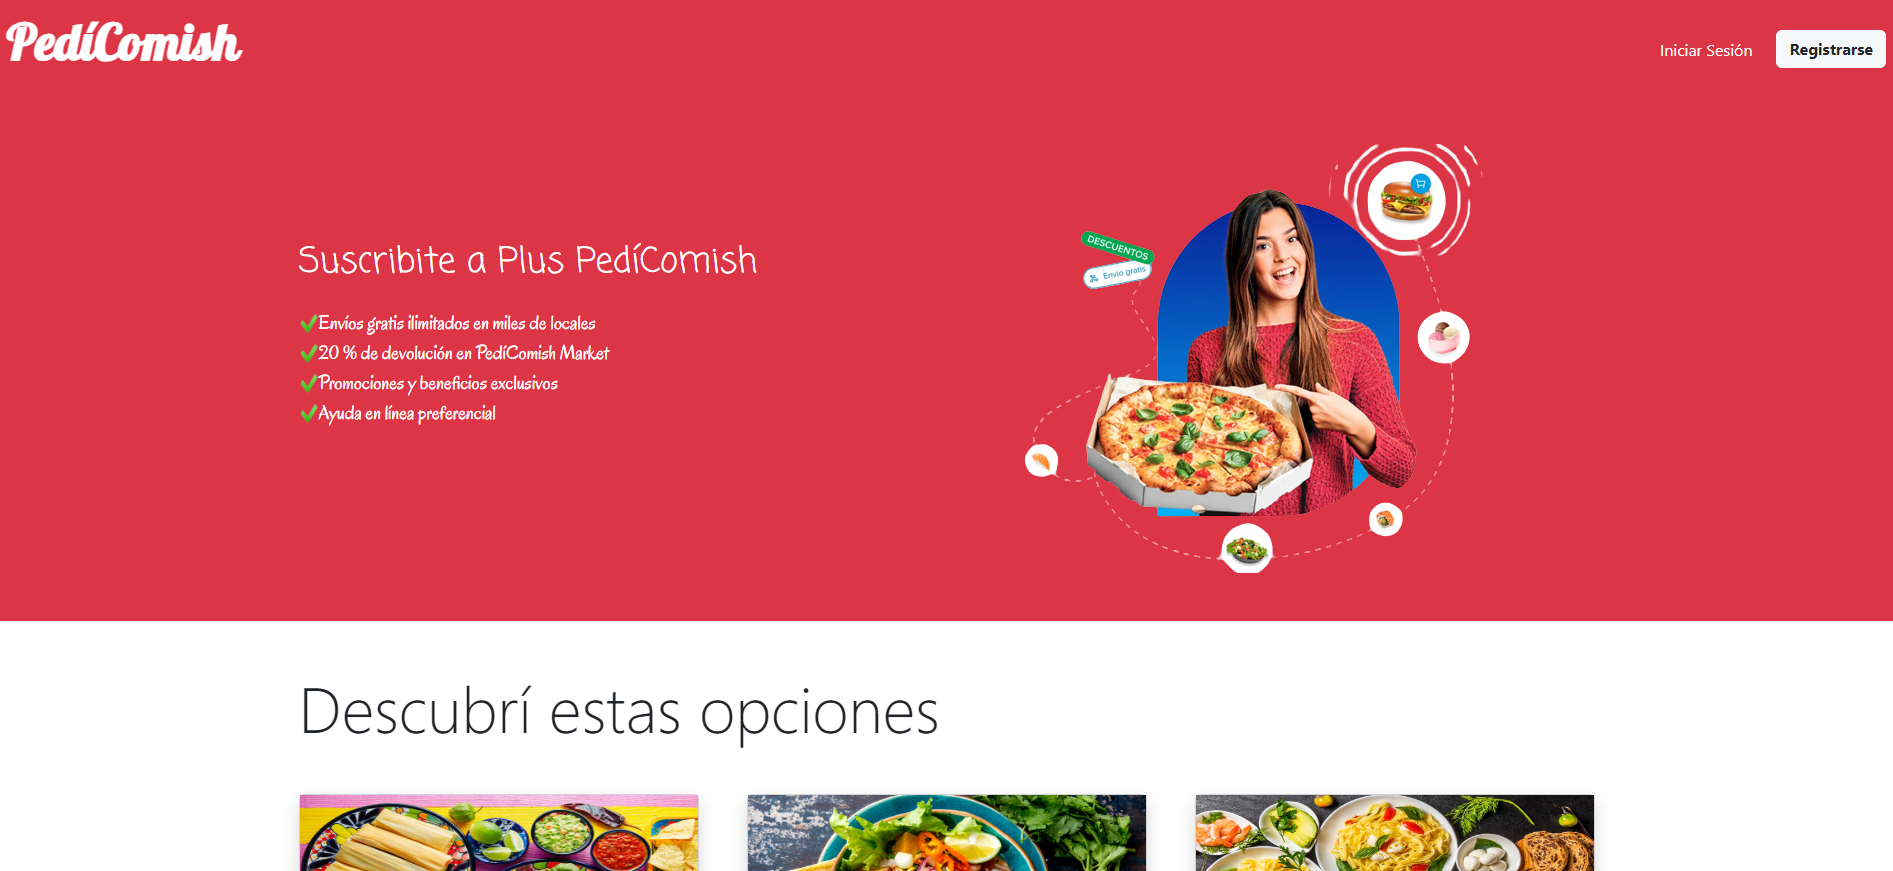 PedíComish
Iniciar Sesión
Registrarse
DESCUENTOS
Envío gratis
Suscribite a Plus PedíComish
✔Envíos gratis ilimitados en miles de locales
✔20 % de devolución en PedíComish Market
✔Promociones y beneficios exclusivos
✔Ayuda en línea preferencial
Descubrí estas opciones